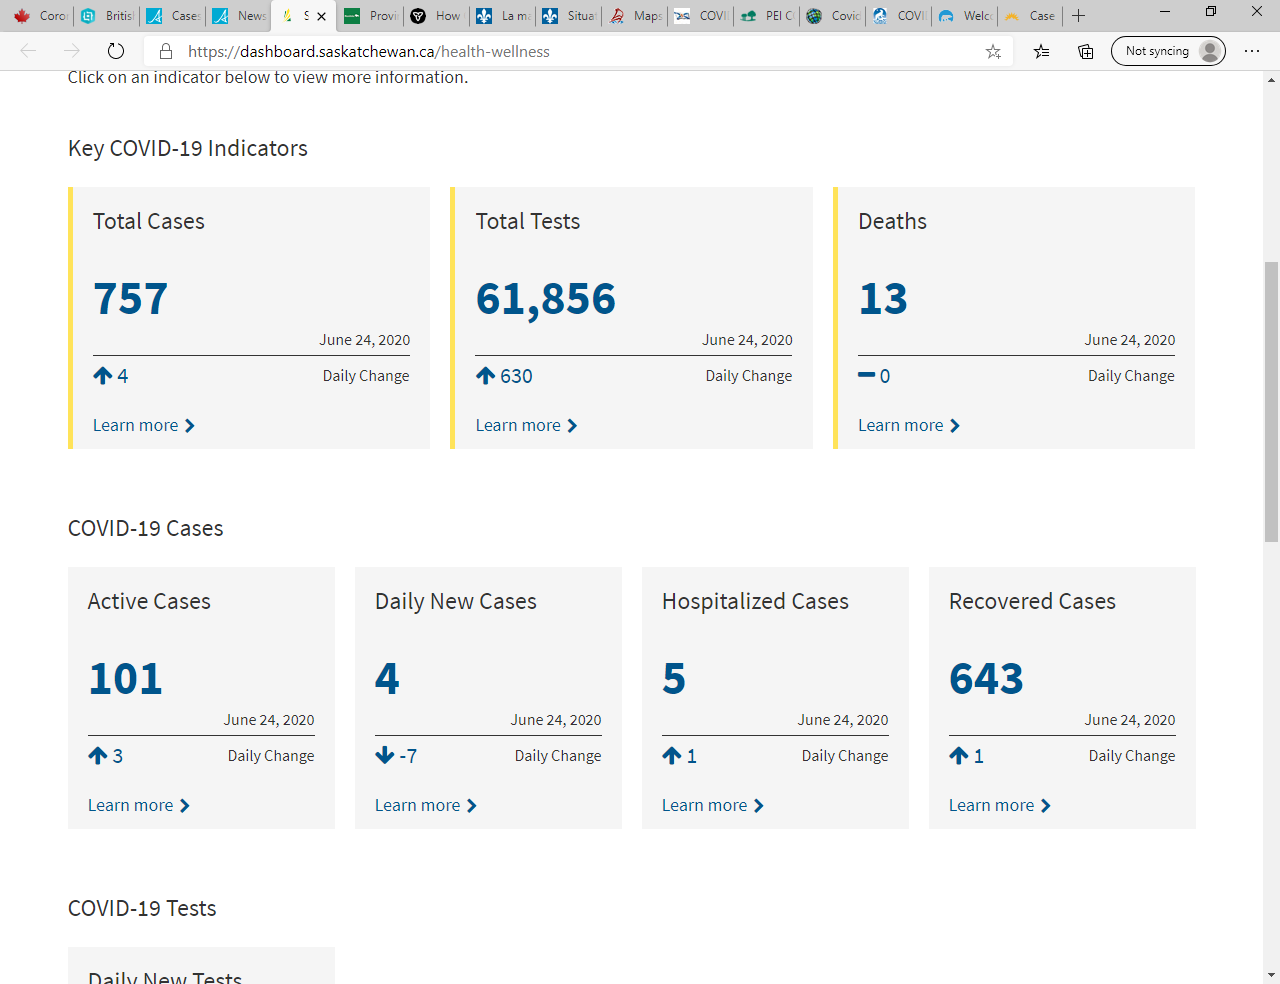 Coror
Britis
Cases
News
S
Provi
How
La ma
Situat
Maps
COVI
PEI C
Covid
COVI
Welc
Case
https://dashboard.saskatchewan.ca/health-wellness
Not syncing
Click on an indicator below to view more information.
Key COVID-19 Indicators
Total Cases
757
June 24, 2020
4 Daily Change
Learn more
Total Tests
61,856
June 24, 2020
630 Daily Change
Learn more
Deaths
13
June 24, 2020
0 Daily Change
Learn more
COVID-19 Cases
Active Cases
101
June 24, 2020
3 Daily Change
Learn more
Daily New Cases
4
June 24, 2020
-7 Daily Change
Learn more
Hospitalized Cases
5
June 24, 2020
1 Daily Change
Learn more
Recovered Cases
643
June 24, 2020
1 Daily Change
Learn more
COVID-19 Tests
Daily New Tests